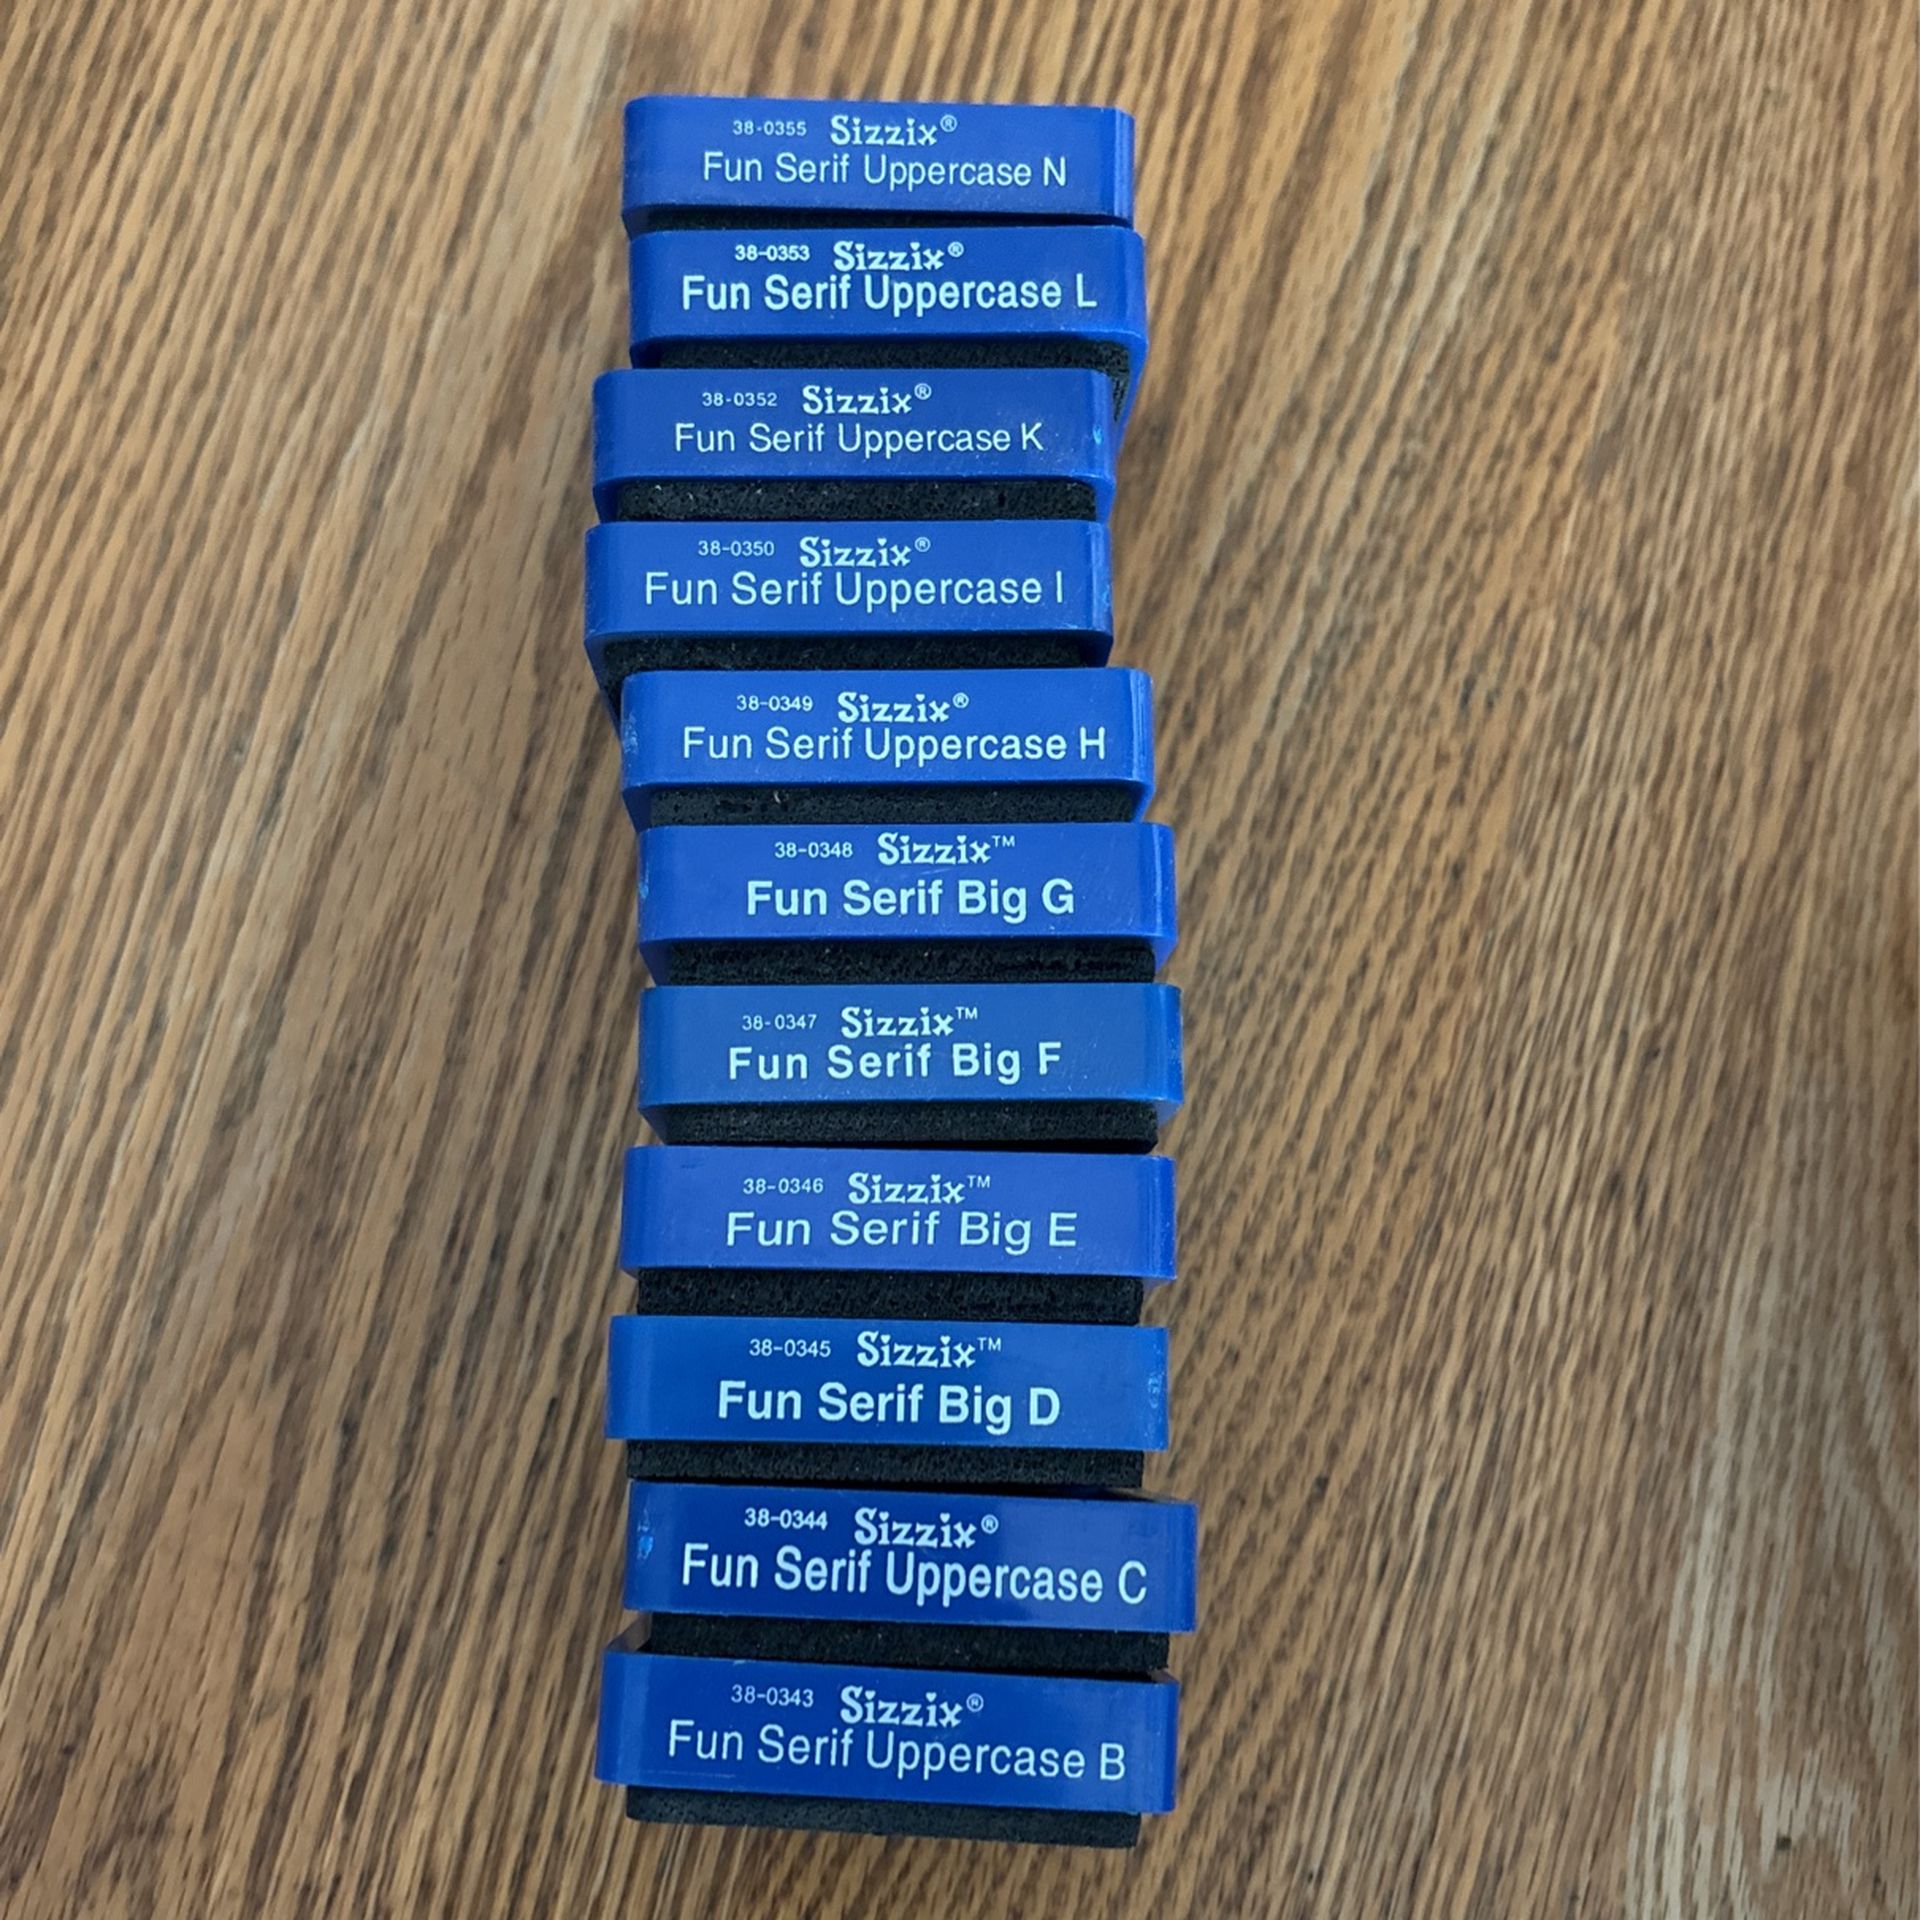 38-0355 Sizzix®
Fun Serif Uppercase N
38-0353 Sizzix®
Fun Serif Uppercase L
38-0352 Sizzix®
Fun Serif Uppercase K
38-0350 Sizzix®
Fun Serif Uppercase I
38-0349 Sizzix®
Fun Serif Uppercase H
38-0348 Sizzix™
Fun Serif Big G
38-0347 Sizzix™
Fun Serif Big F
38-0346 Sizzix™
Fun Serif Big E
38-0345 Sizzix™
Fun Serif Big D
38-0344 Sizzix®
Fun Serif Uppercase C
38-0343 Sizzix®
Fun Serif Uppercase B